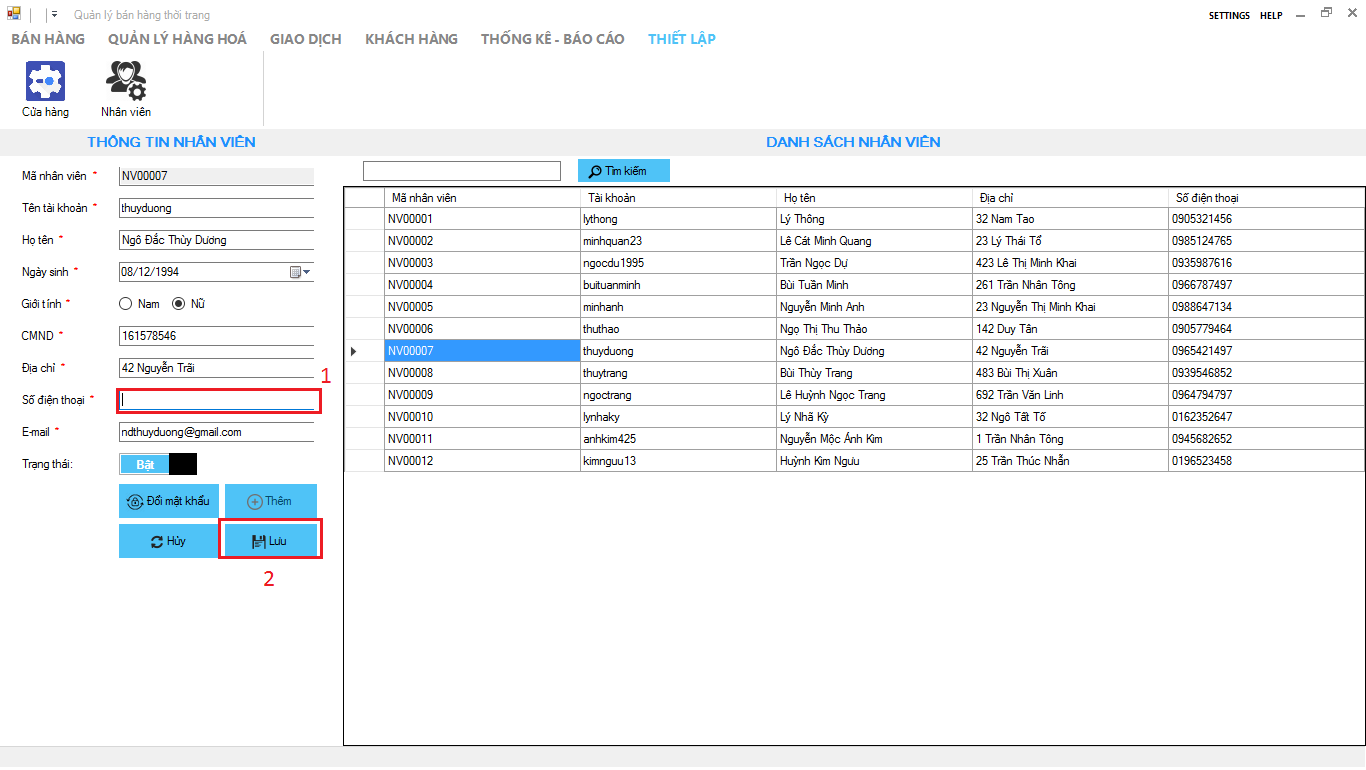 Quản lý bán hàng thời trang
SETTINGS HELP
BÁN HÀNG QUẢN LÝ HÀNG HOÁ GIAO DỊCH KHÁCH HÀNG THỐNG KÊ - BÁO CÁO THIẾT LẬP
Cửa hàng Nhân viên
THÔNG TIN NHÂN VIÊN
Mã nhân viên * NV00007
Tên tài khoản * thuyduong
Họ tên * Ngô Đắc Thùy Dương
Ngày sinh * 08/12/1994
Giới tính * Nam Nữ
CMND * 161578546
Địa chỉ * 42 Nguyễn Trãi
1
Số điện thoại *
E-mail * ndthuyduong@gmail.com
Trạng thái: Bật
Đổi mật khẩu Thêm
Hủy Lưu
2
DANH SÁCH NHÂN VIÊN
Tìm kiếm
Mã nhân viên Tài khoản Họ tên Địa chỉ Số điện thoại
NV00001 lythong Lý Thông 32 Nam Tao 0905321456
NV00002 minhquan23 Lê Cát Minh Quang 23 Lý Thái Tổ 0985124765
NV00003 ngocdu1995 Trần Ngọc Dự 423 Lê Thị Minh Khai 0935987616
NV00004 buituanminh Bùi Tuấn Minh 261 Trần Nhân Tông 0966787497
NV00005 minhanh Nguyễn Minh Anh 23 Nguyễn Thị Minh Khai 0988647134
NV00006 thuthao Ngọ Thị Thu Thảo 142 Duy Tân 0905779464
NV00007 thuyduong Ngô Đắc Thùy Dương 42 Nguyễn Trãi 0965421497
NV00008 thuytrang Bùi Thùy Trang 483 Bùi Thị Xuân 0939546852
NV00009 ngoctrang Lê Huỳnh Ngọc Trang 692 Trần Văn Linh 0964794797
NV00010 lynhaky Lý Nhã Kỳ 32 Ngô Tất Tố 0162352647
NV00011 anhkim425 Nguyễn Mộc Ánh Kim 1 Trần Nhân Tông 0945682652
NV00012 kimnguu13 Huỳnh Kim Ngưu 25 Trần Thúc Nhẫn 0196523458